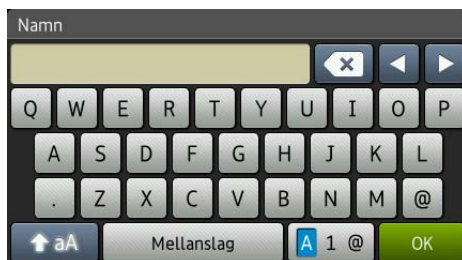 Namn
Q W E R T Y U I O P
A S D F G H J K L
. Z X C V B N M @
aA Mellanslag A 1 @ OK